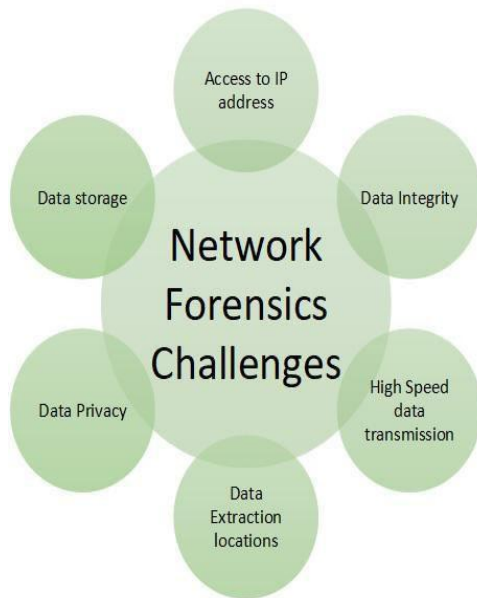 Access to IP
address
Data storage
Data Integrity
Network
Forensics
Challenges
Data Privacy
High Speed
data
transmission
Data
Extraction
locations